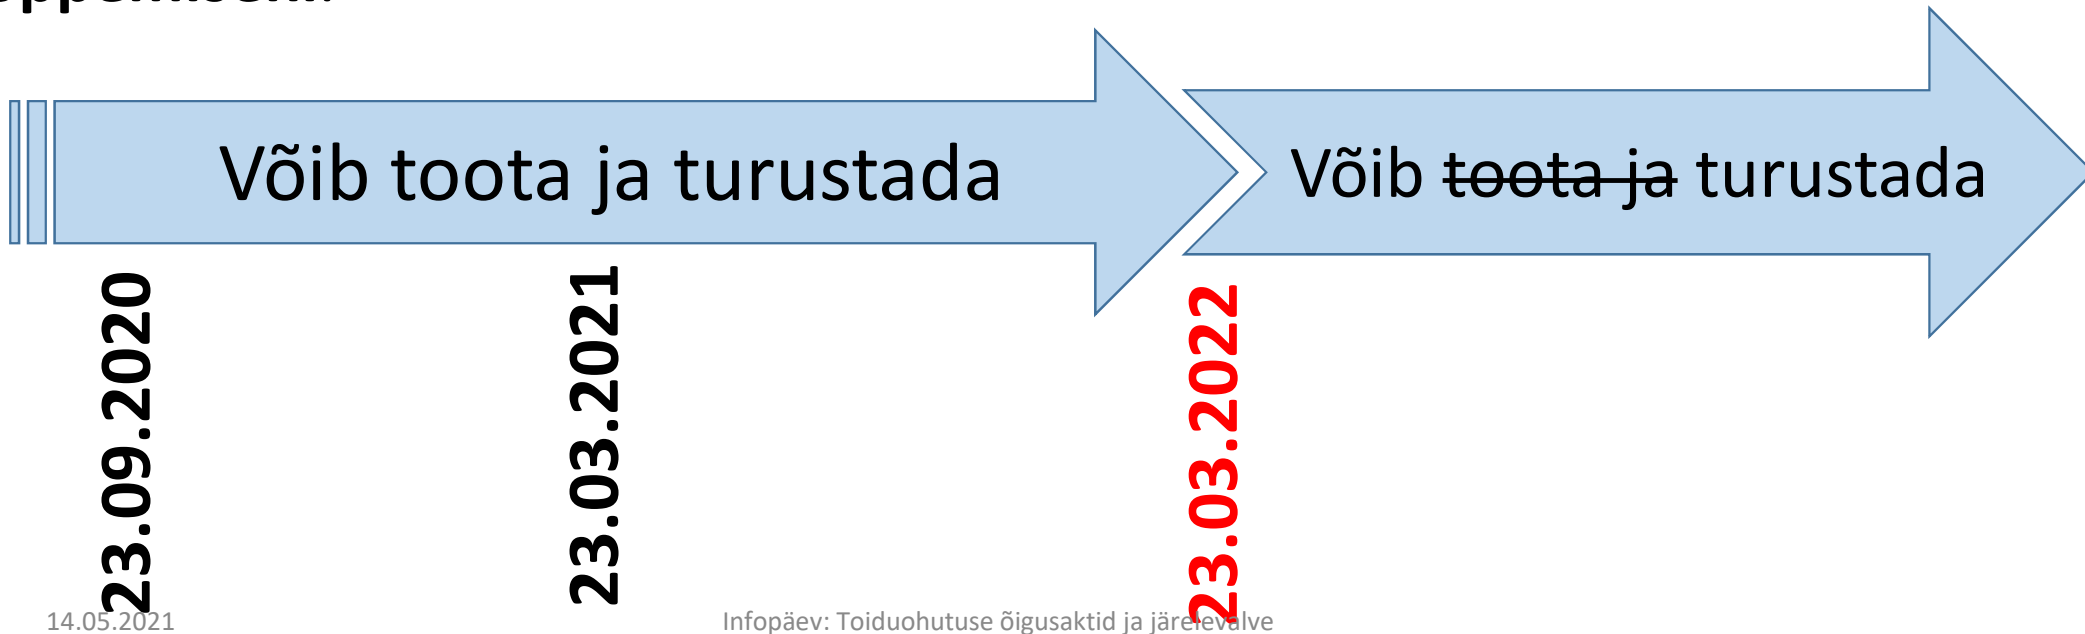 Võib toota ja turustada
Võib toota ja turustada
23.09.2020
23.03.2021
23.03.2022
14.05.2021
Infopäev: Toiduohutuse õigusaktid ja järelevalve